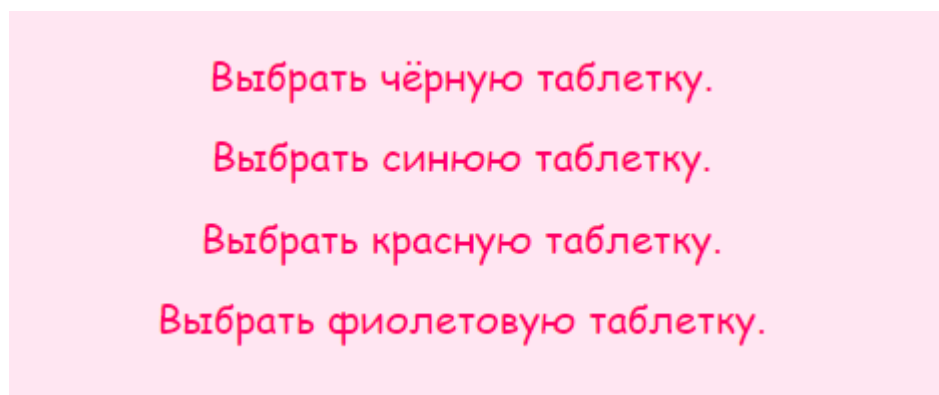 Выбрать чёрную таблетку.
Выбрать синюю таблетку.
Выбрать красную таблетку.
Выбрать фиолетовую таблетку.